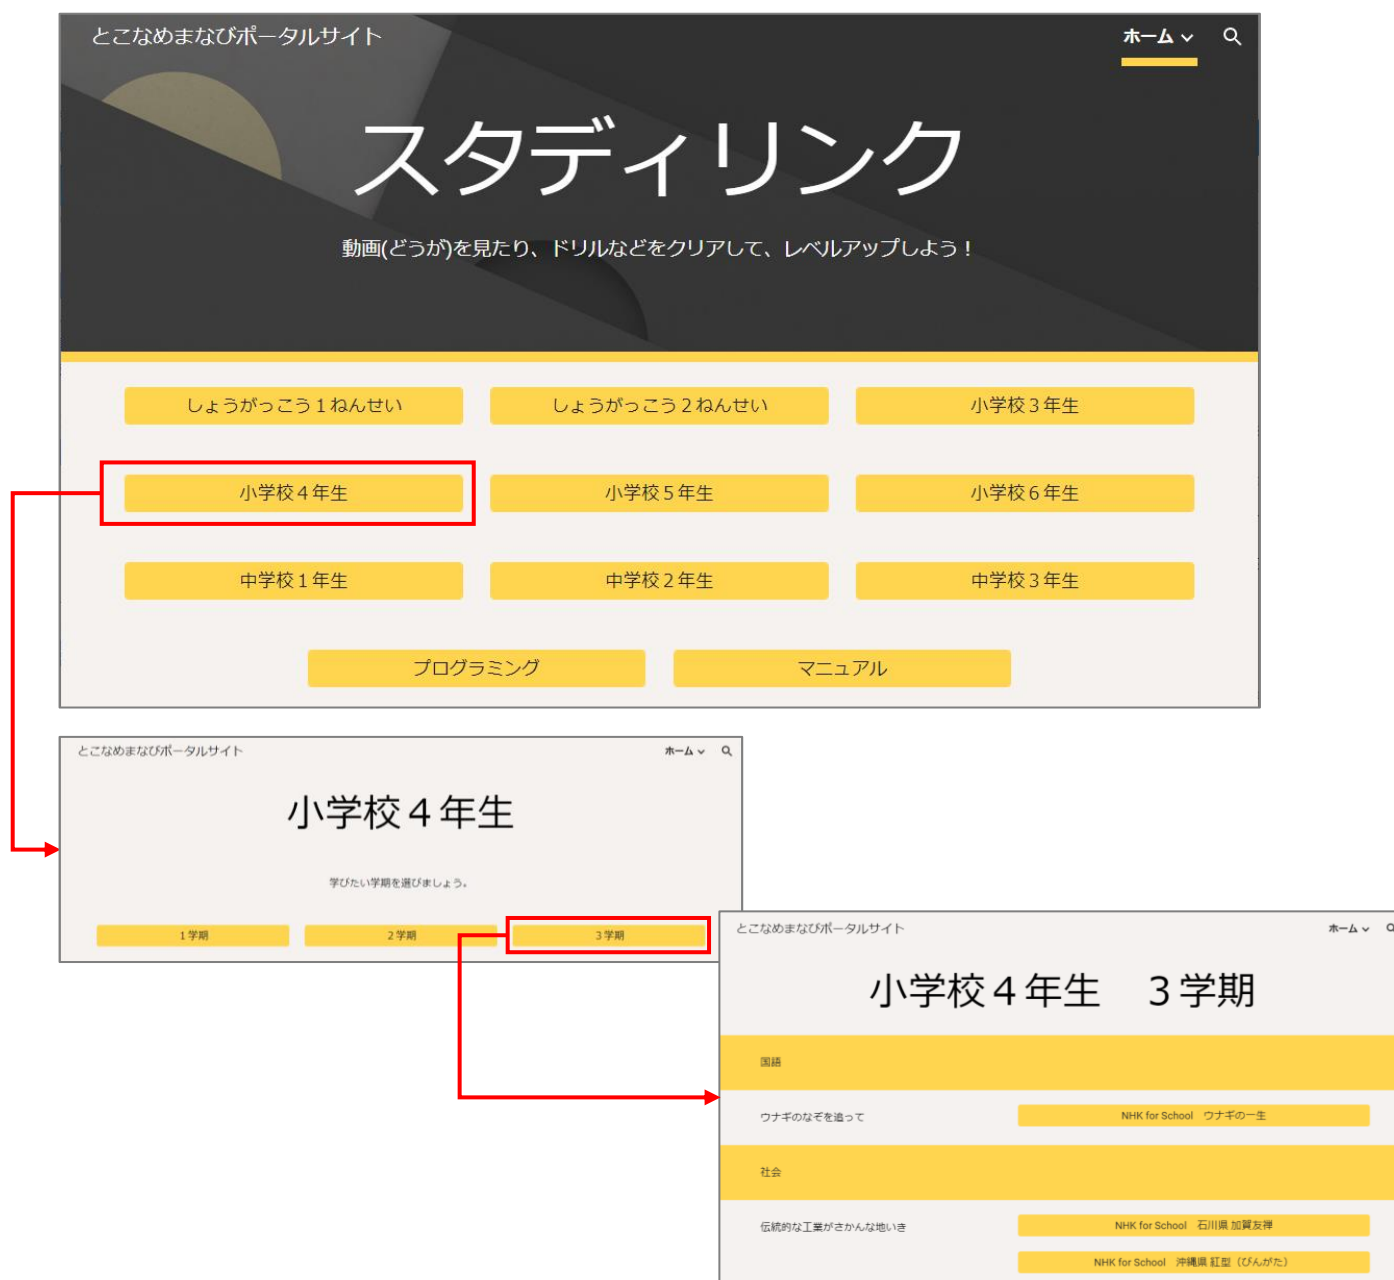 とこなめまなびポータルサイト
ホーム
スタディリンク
動画(どうが)を見たり、ドリルなどをクリアして、レベルアップしよう！
しょうがっこう１ねんせい
しょうがっこう２ねんせい
小学校３年生
小学校４年生
小学校５年生
小学校６年生
中学校１年生
中学校２年生
中学校３年生
プログラミング
マニュアル
とこなめまなびポータルサイト
ホーム
小学校４年生
学びたい学期を選びましょう。
１学期
２学期
３学期
とこなめまなびポータルサイト
ホーム
小学校４年生　３学期
国語
ウナギのなぞを追って
NHK for School　ウナギの一生
社会
伝統的な工業がさかんな地いき
NHK for School　石川県 加賀友禅
NHK for School　沖縄県 紅型（びんがた）